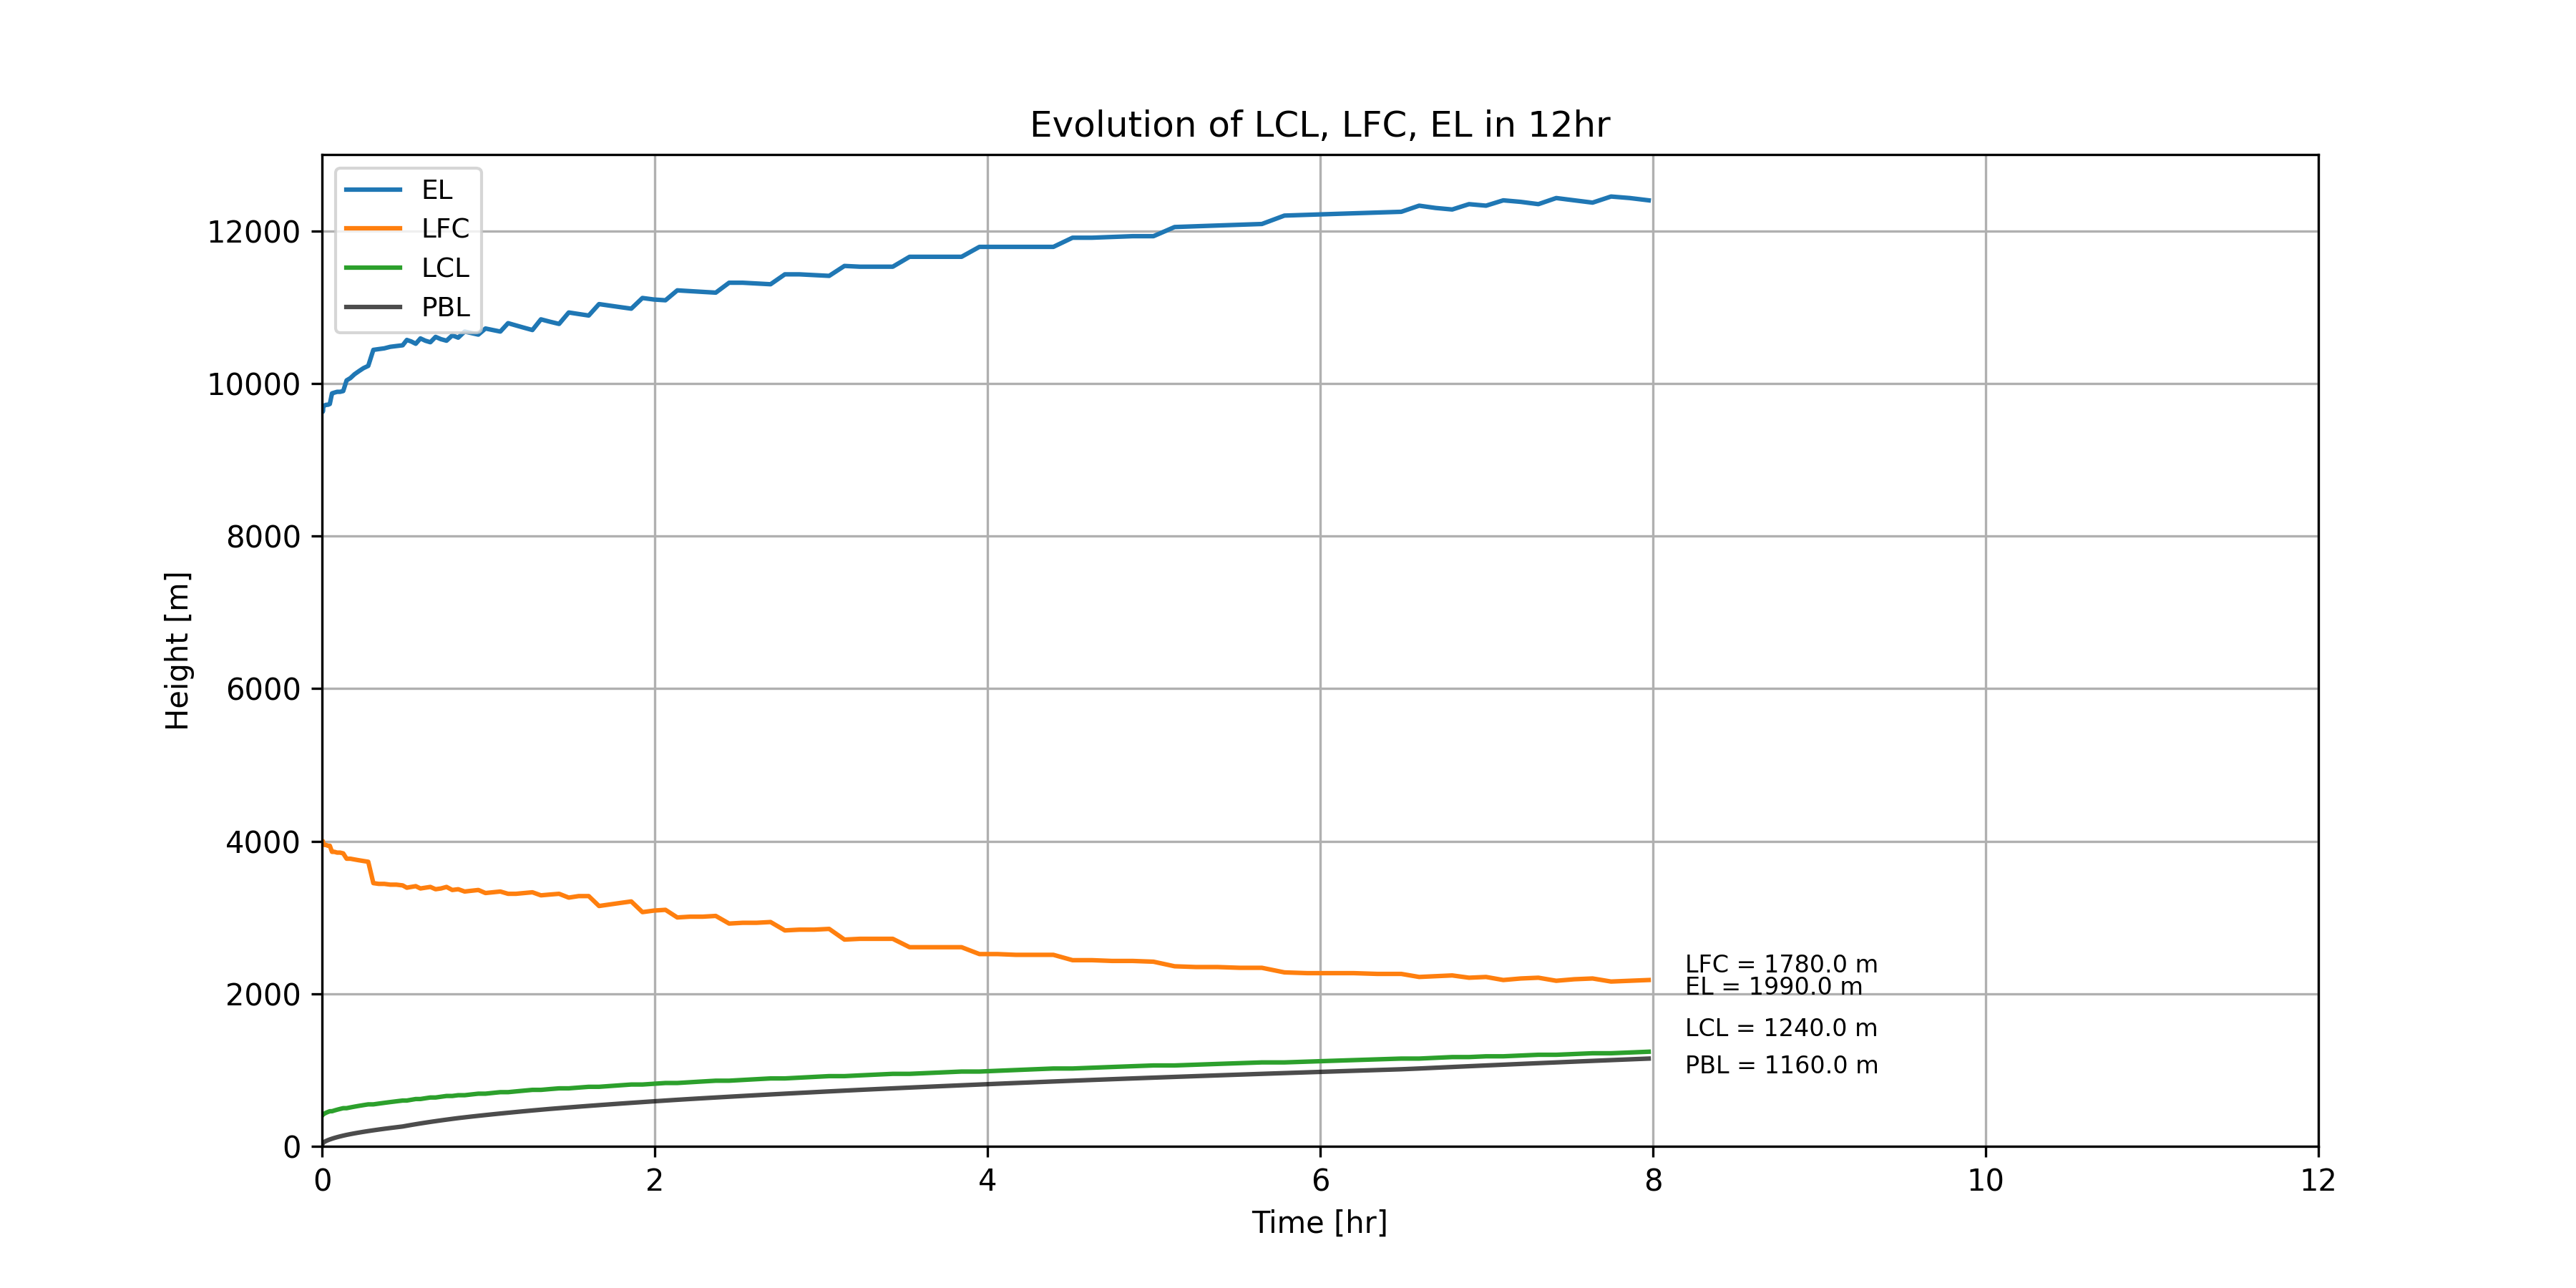 Evolution of LCL, LFC, EL in 12hr
EL
LFC
LCL
PBL
12000
10000
8000
6000
4000
2000
0
Height [m]
LFC = 1780.0 m
EL = 1990.0 m
LCL = 1240.0 m
PBL = 1160.0 m
0 2 4 6 8 10 12
Time [hr]